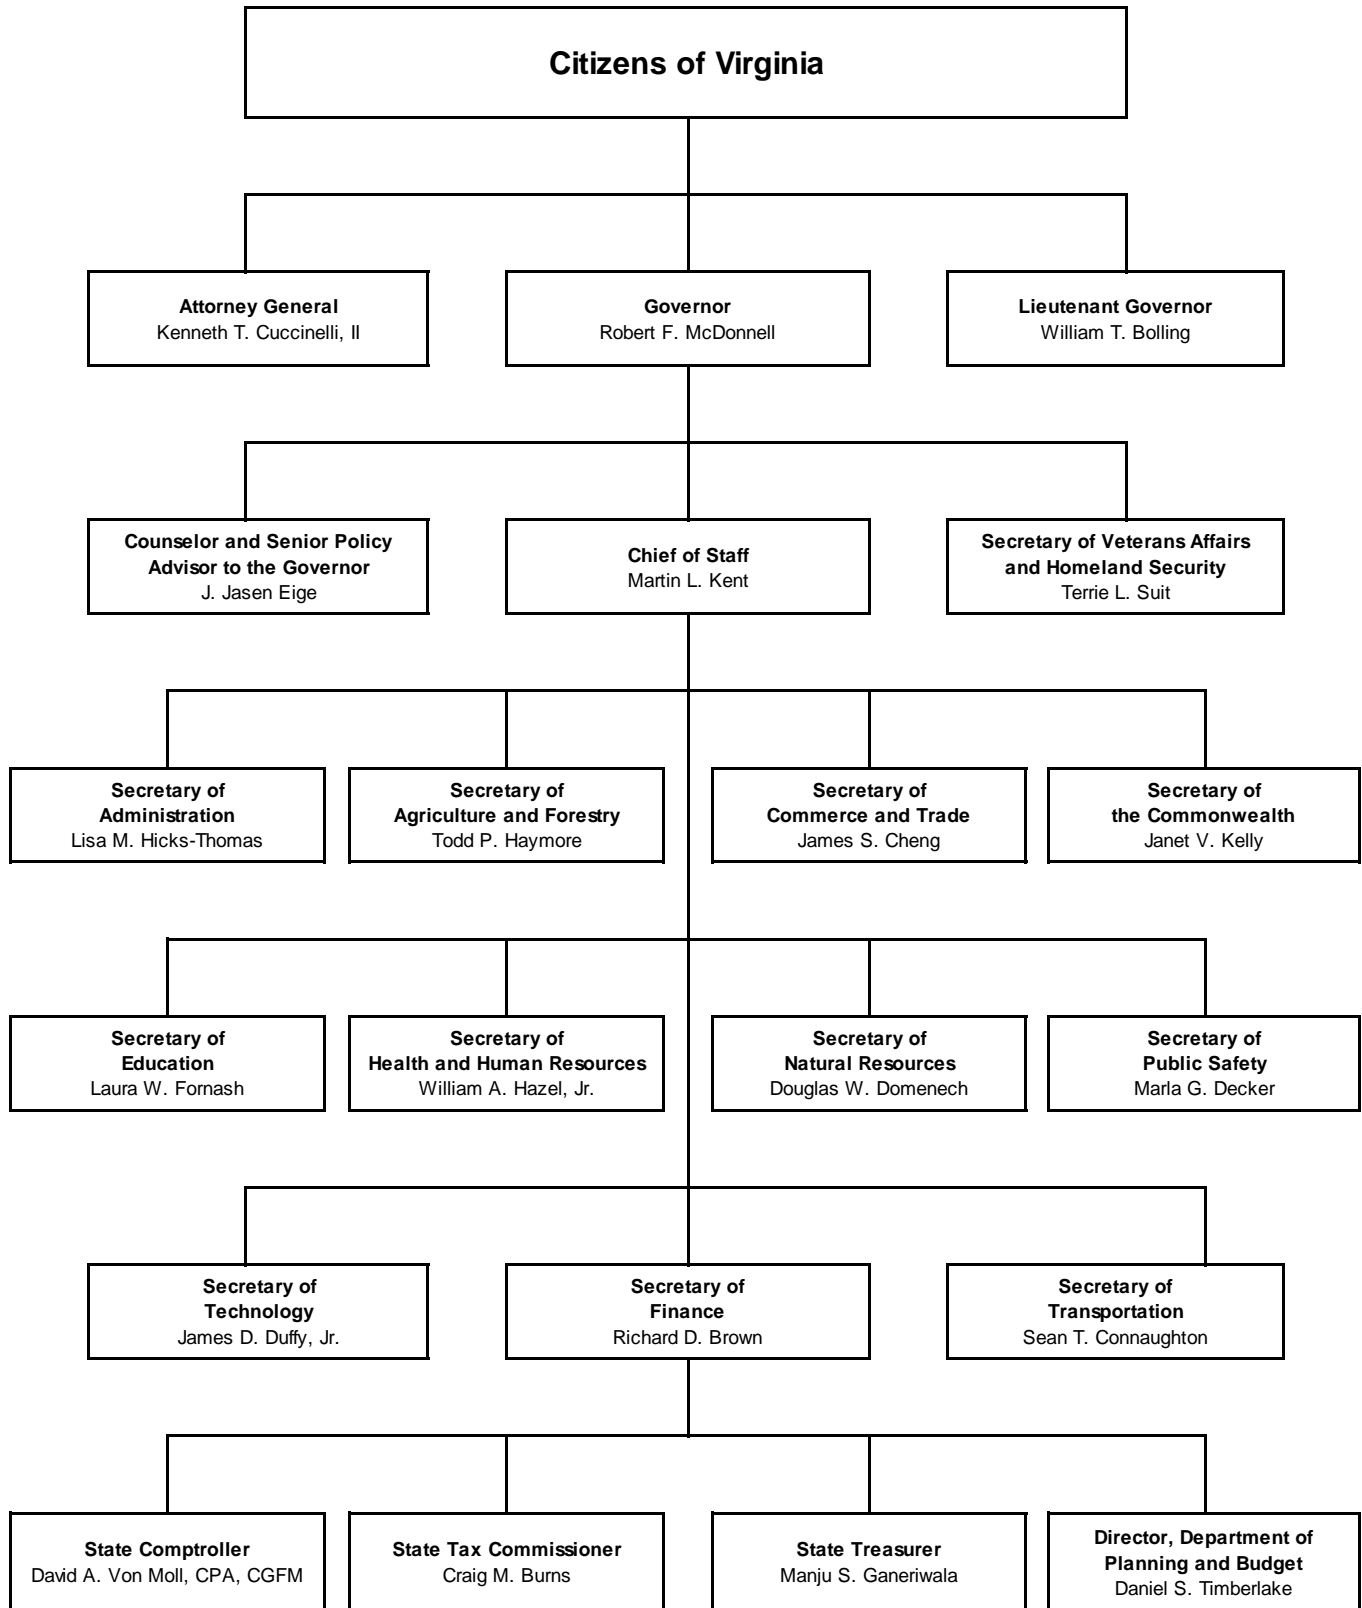 Citizens of Virginia
Attorney General
Kenneth T. Cuccinelli, II
Governor
Robert F. McDonnell
Lieutenant Governor
William T. Bolling
Counselor and Senior Policy
Advisor to the Governor
J. Jasen Eige
Chief of Staff
Martin L. Kent
Secretary of Veterans Affairs
and Homeland Security
Terrie L. Suit
Secretary of
Administration
Lisa M. Hicks-Thomas
Secretary of
Agriculture and Forestry
Todd P. Haymore
Secretary of
Commerce and Trade
James S. Cheng
Secretary of
the Commonwealth
Janet V. Kelly
Secretary of
Education
Laura W. Fornash
Secretary of
Health and Human Resources
William A. Hazel, Jr.
Secretary of
Natural Resources
Douglas W. Domenech
Secretary of
Public Safety
Marla G. Decker
Secretary of
Technology
James D. Duffy, Jr.
Secretary of
Finance
Richard D. Brown
Secretary of
Transportation
Sean T. Connaughton
State Comptroller
David A. Von Moll, CPA, CGFM
State Tax Commissioner
Craig M. Burns
State Treasurer
Manju S. Ganeriwala
Director, Department of
Planning and Budget
Daniel S. Timberlake